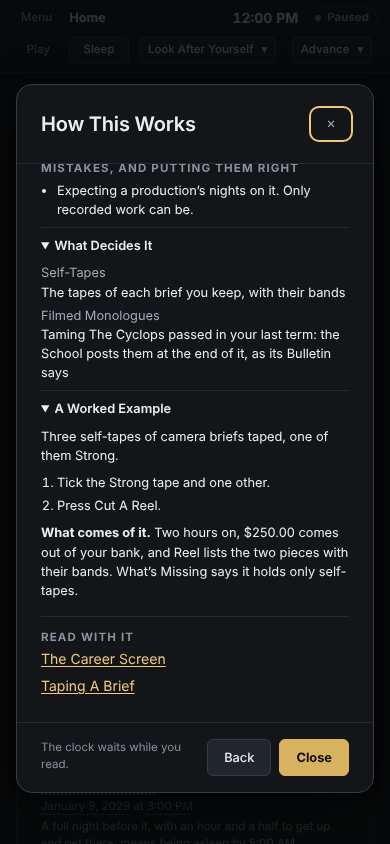 Menu Home 12:00 PM Paused
Play Sleep Look After Yourself ▾ Advance ▾
How This Works ×
MISTAKES, AND PUTTING THEM RIGHT
• Expecting a production’s nights on it. Only
recorded work can be.
▼ What Decides It
Self-Tapes
The tapes of each brief you keep, with their bands
Filmed Monologues
Taming The Cyclops passed in your last term: the
School posts them at the end of it, as its Bulletin
says
▼ A Worked Example
Three self-tapes of camera briefs taped, one of
them Strong.
1. Tick the Strong tape and one other.
2. Press Cut A Reel.
What comes of it. Two hours on, $250.00 comes
out of your bank, and Reel lists the two pieces with
their bands. What’s Missing says it holds only self-
tapes.
READ WITH IT
The Career Screen
Taping A Brief
The clock waits while you
read.
Back Close
January 9, 2029 at 3:00 PM
A full night before it, with an hour and a half to get up